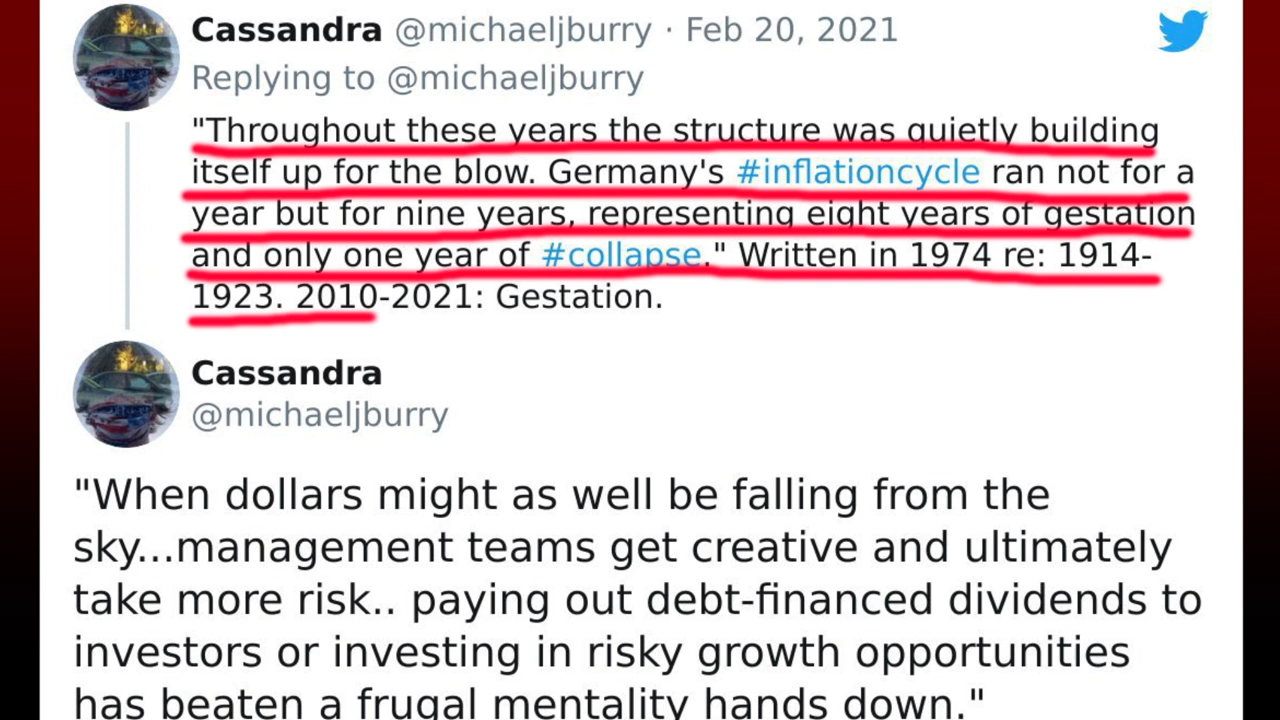 Cassandra @michaeljburry · Feb 20, 2021
Replying to @michaeljburry
"Throughout these years the structure was quietly building
itself up for the blow. Germany's #inflationcycle ran not for a
year but for nine years, representing eight years of gestation
and only one year of #collapse." Written in 1974 re: 1914-
1923. 2010-2021: Gestation.
Cassandra
@michaeljburry
"When dollars might as well be falling from the
sky...management teams get creative and ultimately
take more risk.. paying out debt-financed dividends to
investors or investing in risky growth opportunities
has beaten a frugal mentality hands down."